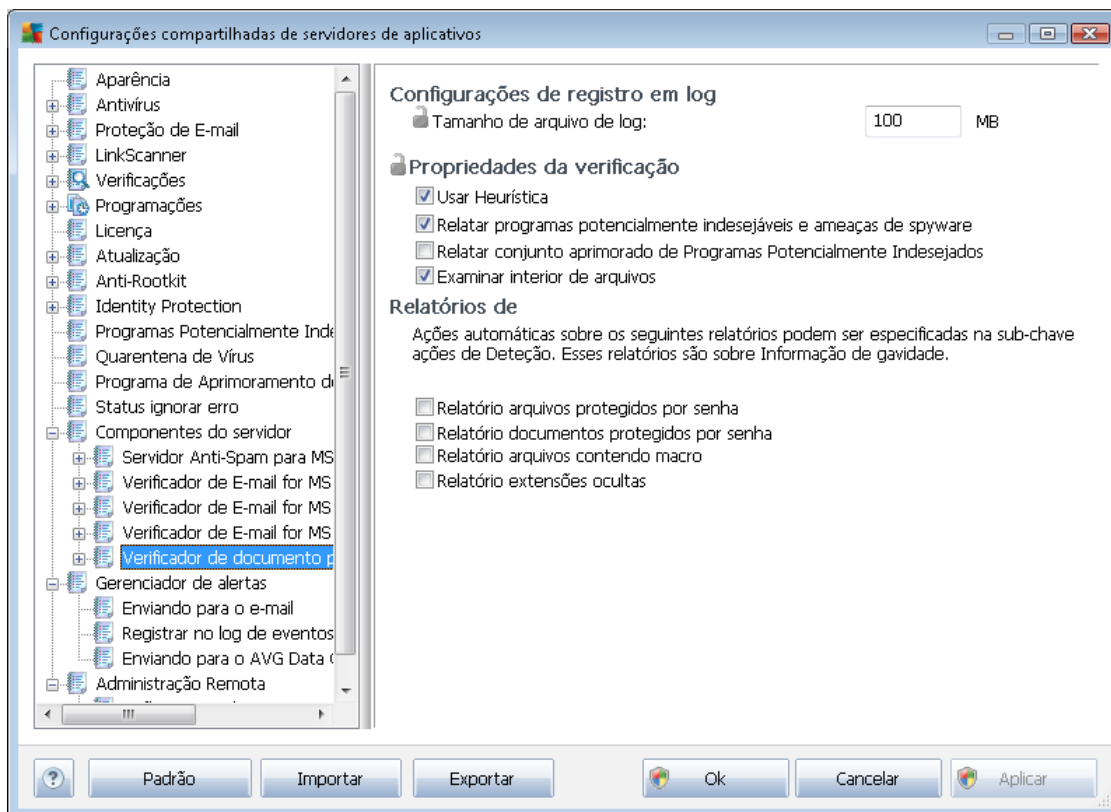 Configurações compartilhadas de servidores de aplicativos
Aparência
Antivírus
Proteção de E-mail
LinkScanner
Verificações
Programações
Licença
Atualização
Anti-Rootkit
Identity Protection
Programas Potencialmente Inde
Quarentena de Vírus
Programa de Aprimoramento d
Status ignorar erro
Componentes do servidor
Servidor Anti-Spam para MS
Verificador de E-mail for MS
Verificador de E-mail for MS
Verificador de E-mail for MS
Verificador de documento p
Gerenciador de alertas
Enviando para o e-mail
Registrar no log de eventos
Enviando para o AVG Data
Administração Remota
Configurações de registro em log
Tamanho de arquivo de log: 100 MB
Propriedades da verificação
Usar Heurística
Relatar programas potencialmente indesejáveis e ameaças de spyware
Relatar conjunto aprimorado de Programas Potencialmente Indesejados
Examinar interior de arquivos
Relatórios de
Ações automáticas sobre os seguintes relatórios podem ser especificadas na sub-chave
ações de Deteção. Esses relatórios são sobre Informação de gavidade.
Relatório arquivos protegidos por senha
Relatório documentos protegidos por senha
Relatório arquivos contendo macro
Relatório extensões ocultas
? Padrão Importar Exportar Ok Cancelar Aplicar